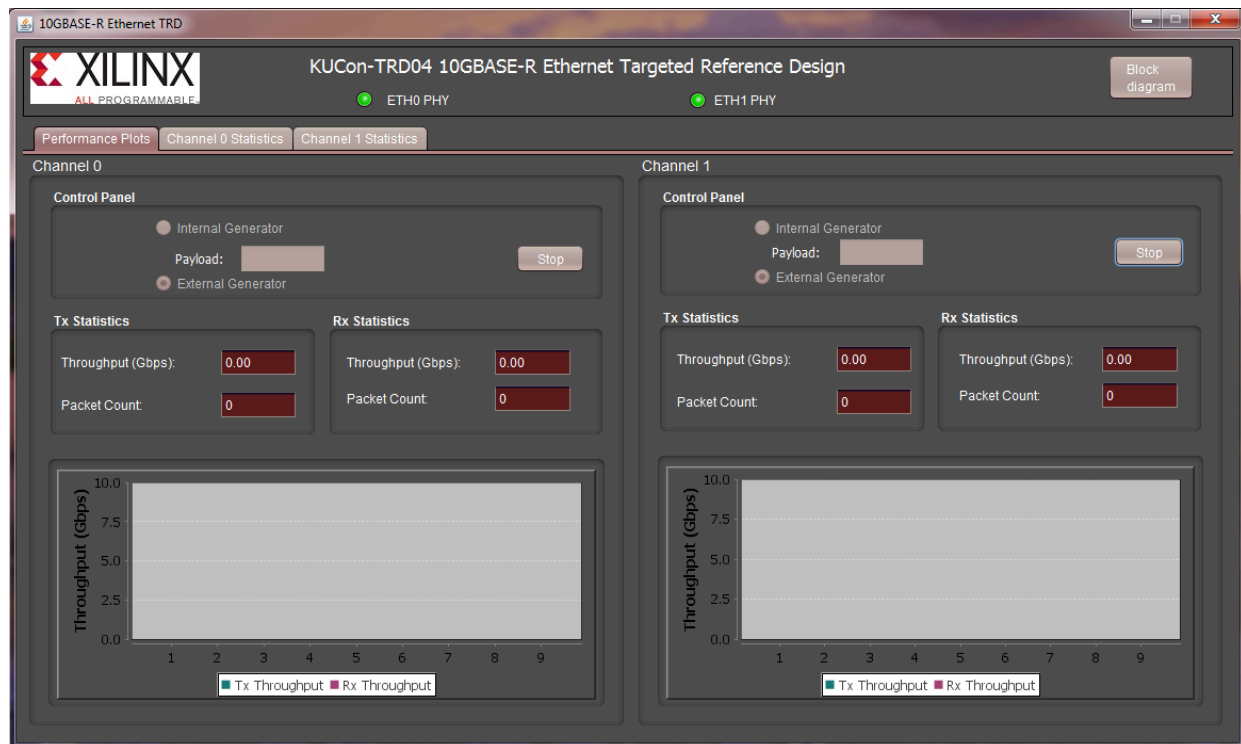 10GBASE-R Ethernet TRD
XILINX
ALL PROGRAMMABLE.
KUCon-TRD04 10GBASE-R Ethernet Targeted Reference Design
ETH0 PHY
ETH1 PHY
Block
diagram
Performance Plots
Channel 0 Statistics
Channel 1 Statistics
Channel 0
Control Panel
Internal Generator
Payload:
Stop
External Generator
Tx Statistics
Throughput (Gbps): 0.00
Packet Count: 0
Rx Statistics
Throughput (Gbps): 0.00
Packet Count: 0
Throughput (Gbps)
10.0
7.5
5.0
2.5
0.0
1 2 3 4 5 6 7 8 9
Tx Throughput Rx Throughput
Channel 1
Control Panel
Internal Generator
Payload:
Stop
External Generator
Tx Statistics
Throughput (Gbps): 0.00
Packet Count: 0
Rx Statistics
Throughput (Gbps): 0.00
Packet Count: 0
Throughput (Gbps)
10.0
7.5
5.0
2.5
0.0
1 2 3 4 5 6 7 8 9
Tx Throughput Rx Throughput